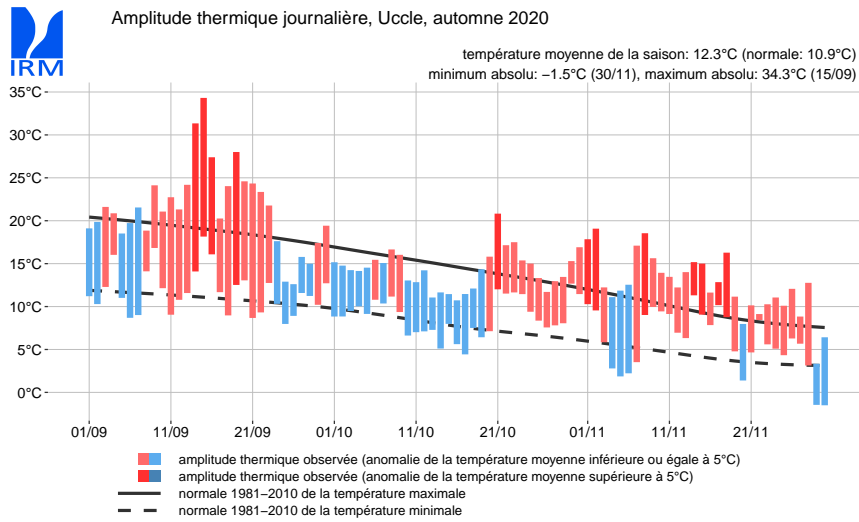 IRM
Amplitude thermique journalière, Uccle, automne 2020
température moyenne de la saison: 12.3°C (normale: 10.9°C)
minimum absolu: −1.5°C (30/11), maximum absolu: 34.3°C (15/09)
35°C
30°C
25°C
20°C
15°C
10°C
5°C
0°C
01/09 11/09 21/09 01/10 11/10 21/10 01/11 11/11 21/11
amplitude thermique observée (anomalie de la température moyenne inférieure ou égale à 5°C)
amplitude thermique observée (anomalie de la température moyenne supérieure à 5°C)
normale 1981−2010 de la température maximale
normale 1981−2010 de la température minimale